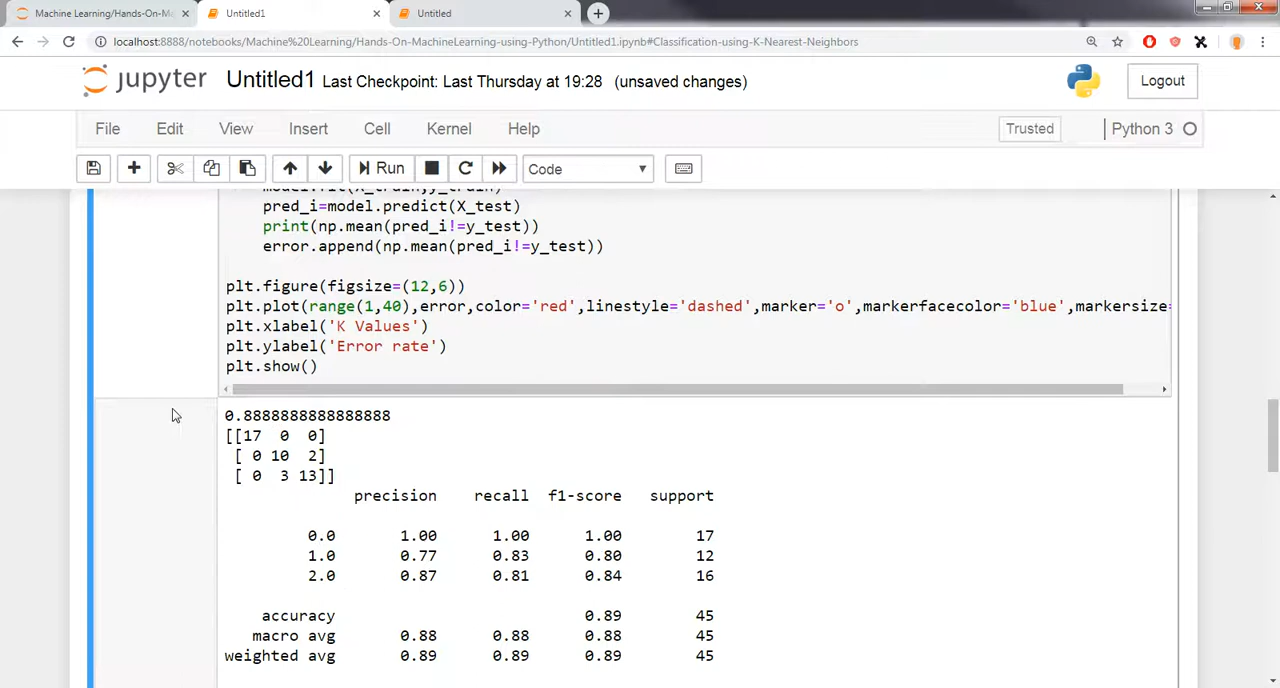 Machine Learning/Hands-On-M
Untitled1
Untitled
localhost:8888/notebooks/Machine%20Learning/Hands-On-MachineLearning-using-Python/Untitled1.ipynb#Classification-using-K-Nearest-Neighbors
jupyter Untitled1 Last Checkpoint: Last Thursday at 19:28 (unsaved changes)
Logout
File Edit View Insert Cell Kernel Help
Trusted
Python 3
Run
Code
model.fit(X_train,y_train)
pred_i=model.predict(X_test)
print(np.mean(pred_i!=y_test))
error.append(np.mean(pred_i!=y_test))
plt.figure(figsize=(12,6))
plt.plot(range(1,40),error,color='red',linestyle='dashed',marker='o',markerfacecolor='blue',markersize=
plt.xlabel('K Values')
plt.ylabel('Error rate')
plt.show()
0.8888888888888888
[[17 0 0]
[ 0 10 2]
[ 0 3 13]]
precision recall f1-score support
0.0 1.00 1.00 1.00 17
1.0 0.77 0.83 0.80 12
2.0 0.87 0.81 0.84 16
accuracy 0.89 45
macro avg 0.88 0.88 0.88 45
weighted avg 0.89 0.89 0.89 45